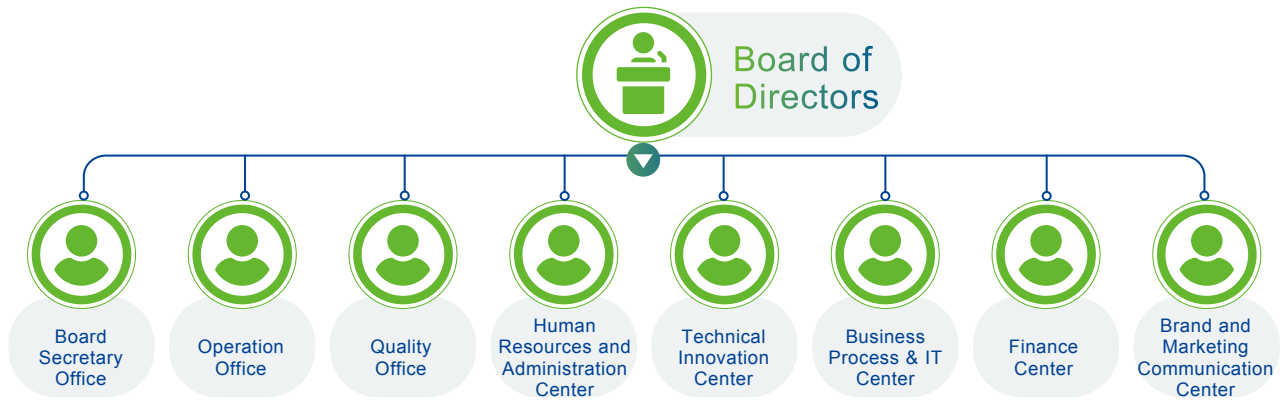 Board of
Directors
Board
Secretary
Office
Operation
Office
Quality
Office
Human
Resources and
Administration
Center
Technical
Innovation
Center
Business
Process & IT
Center
Finance
Center
Brand and
Marketing
Communication
Center